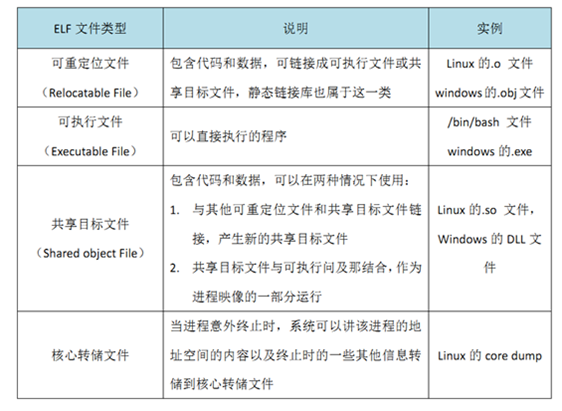 ELF 文件类型 说明 实例
可重定位文件
（Relocatable File）
包含代码和数据，可链接成可执行文件或共
享目标文件，静态链接库也属于这一类
Linux 的.o 文件
windows 的.obj 文件
可执行文件
（Executable File）
可以直接执行的程序
/bin/bash 文件
windows 的.exe
共享目标文件
（Shared object File）
包含代码和数据，可以在两种情况下使用：
1. 与其他可重定位文件和共享目标文件链
接，产生新的共享目标文件
2. 共享目标文件与可执行问及那结合，作为
进程映像的一部分运行
Linux 的.so 文件，
Windows 的 DLL 文
件
核心转储文件
当进程意外终止时，系统可以讲该进程的地
址空间的内容以及终止时的一些其他信息转
储到核心转储文件
Linux 的 core dump